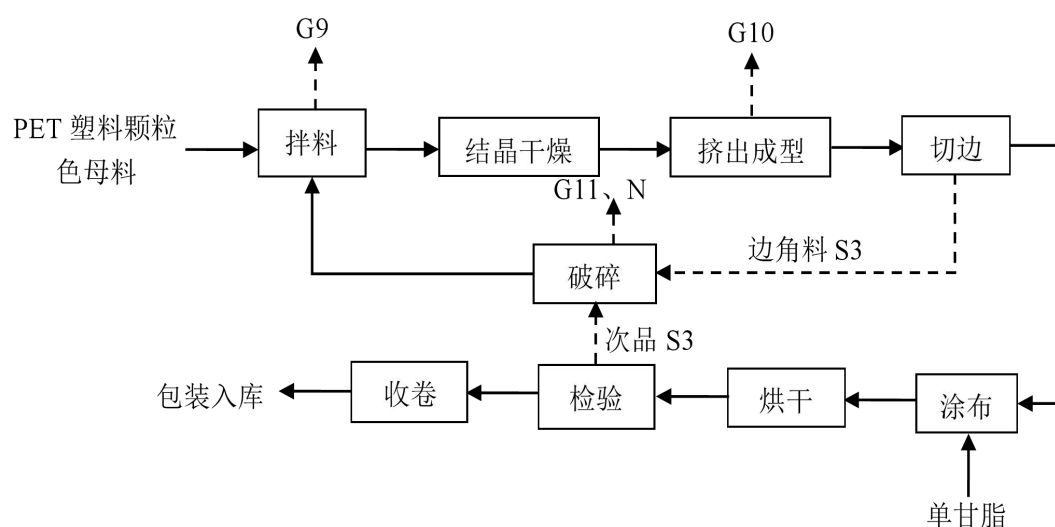 G9
G10
PET 塑料颗粒
色母料
拌料
结晶干燥
挤出成型
切边
G11、N
边角料 S3
破碎
次品 S3
包装入库
收卷
检验
烘干
涂布
单甘脂